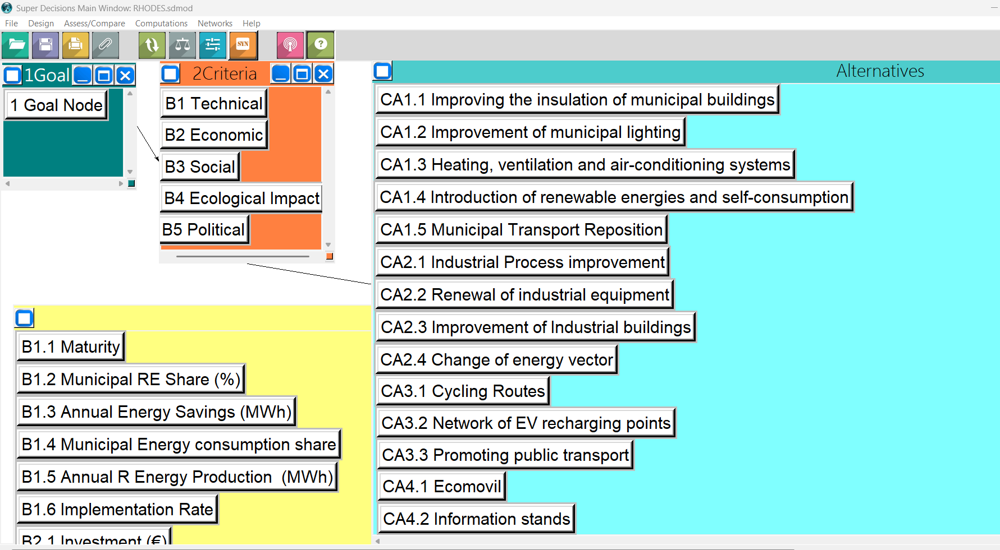 Super Decisions Main Window: RHODES.sdmod
File Design Assess/Compare Computations Networks Help
SYN
?
1Goal
1 Goal Node
2Criteria
B1 Technical
B2 Economic
B3 Social
B4 Ecological Impact
B5 Political
Alternatives
CA1.1 Improving the insulation of municipal buildings
CA1.2 Improvement of municipal lighting
CA1.3 Heating, ventilation and air-conditioning systems
CA1.4 Introduction of renewable energies and self-consumption
CA1.5 Municipal Transport Reposition
CA2.1 Industrial Process improvement
CA2.2 Renewal of industrial equipment
CA2.3 Improvement of Industrial buildings
CA2.4 Change of energy vector
CA3.1 Cycling Routes
CA3.2 Network of EV recharging points
CA3.3 Promoting public transport
CA4.1 Ecomovil
CA4.2 Information stands
B1.1 Maturity
B1.2 Municipal RE Share (%)
B1.3 Annual Energy Savings (MWh)
B1.4 Municipal Energy consumption share
B1.5 Annual R Energy Production  (MWh)
B1.6 Implementation Rate
B2.1 Investment (€)